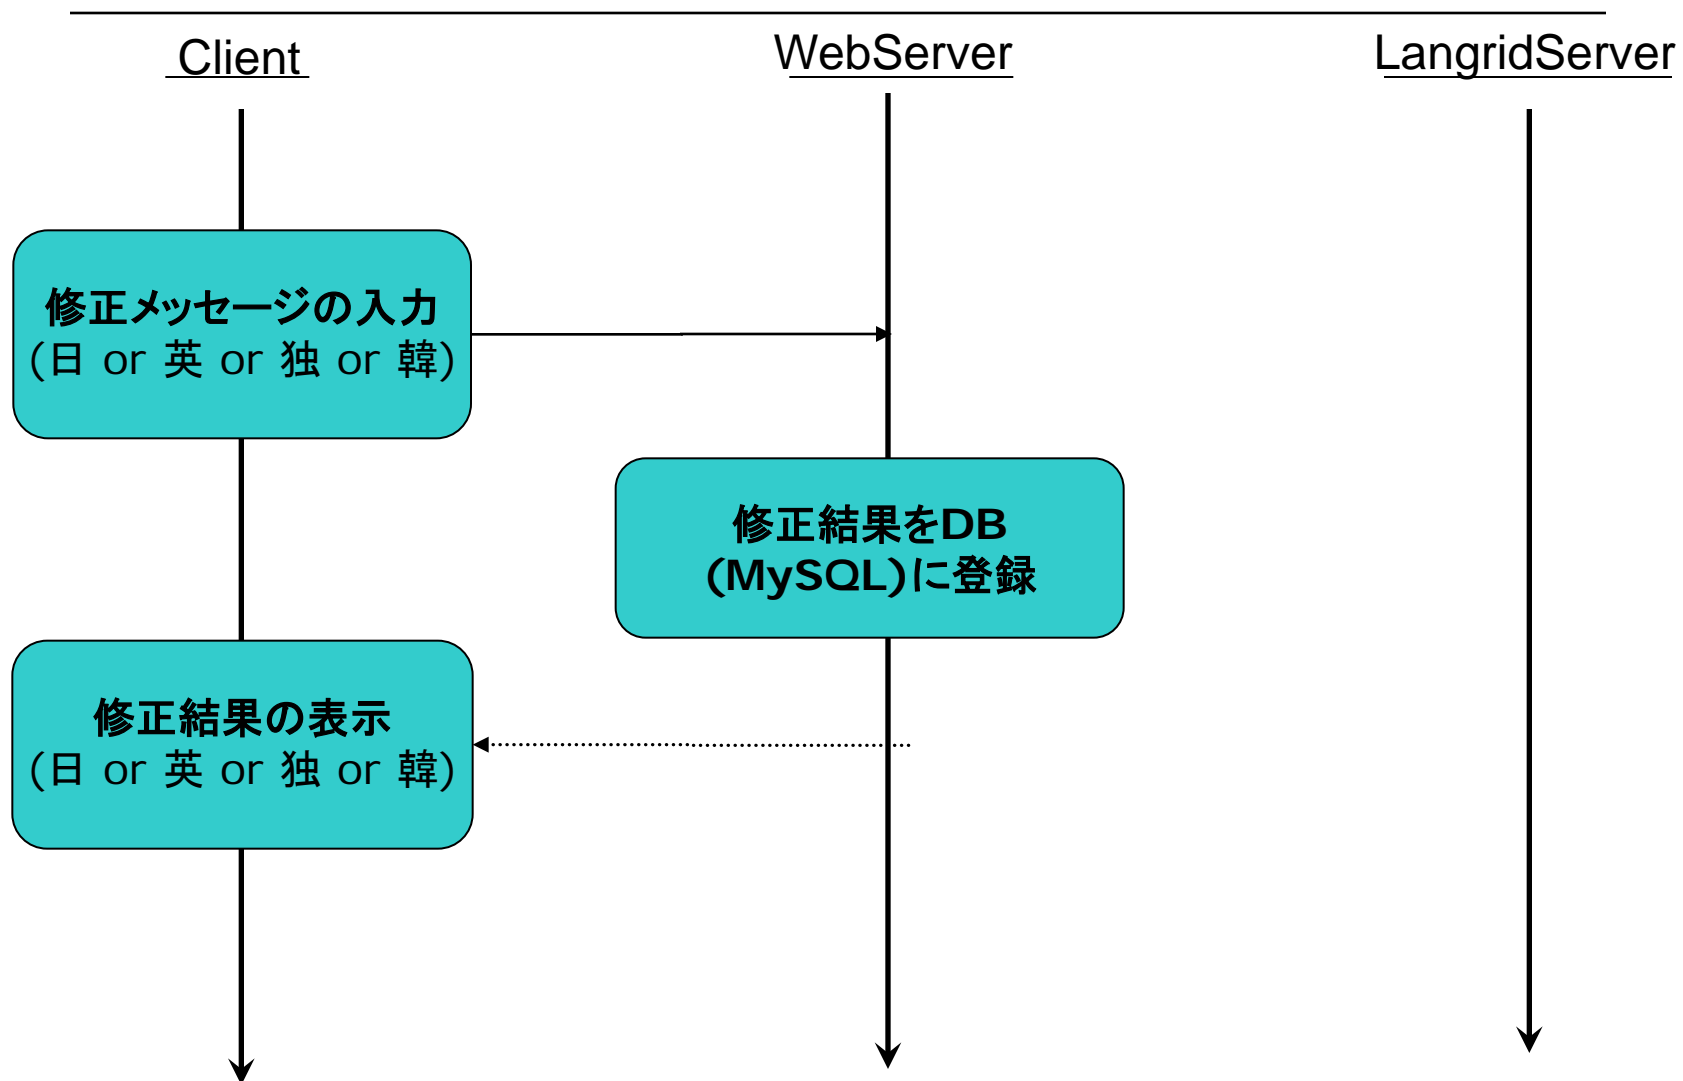 Client
WebServer
LangridServer
修正メッセージの入力
(日 or 英 or 独 or 韓)
修正結果をDB
(MySQL)に登録
修正結果の表示
(日 or 英 or 独 or 韓)